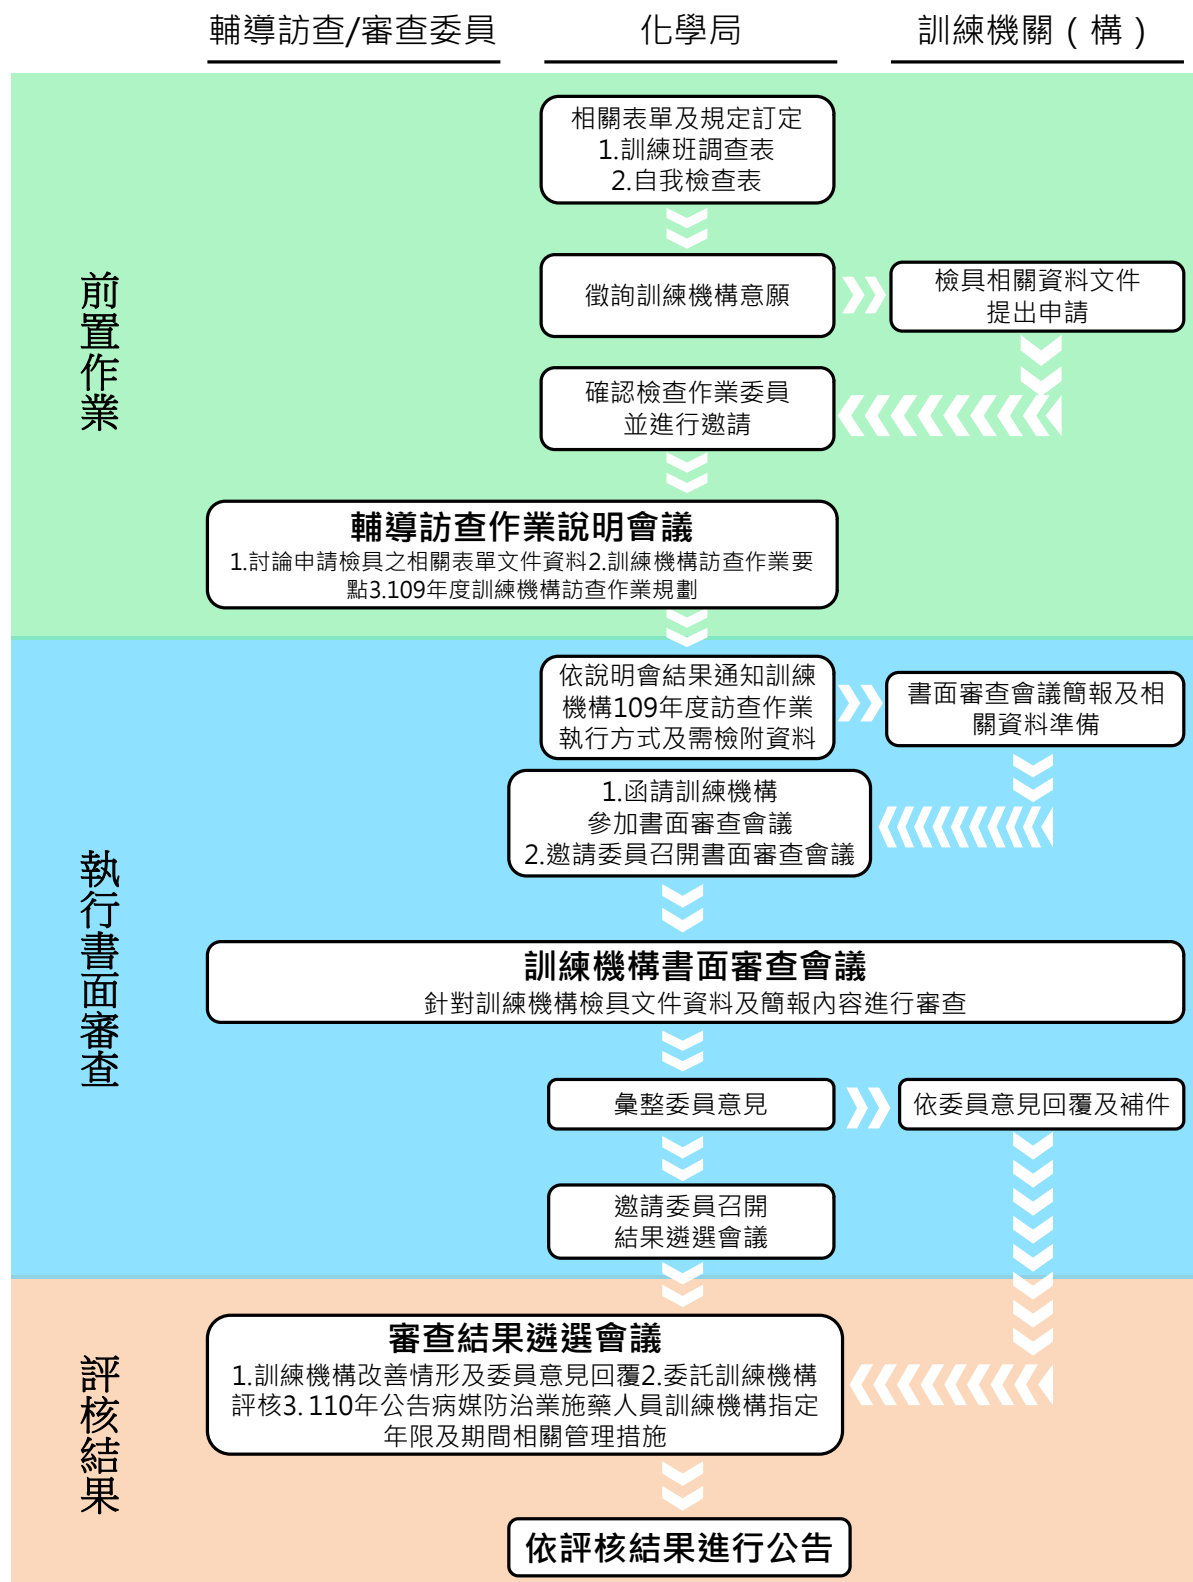 輔導訪查/審查委員
化學局
訓練機關（構）
前置作業
相關表單及規定訂定
1.訓練班調查表
2.自我檢查表
徵詢訓練機構意願
檢具相關資料文件
提出申請
確認檢查作業委員
並進行邀請
輔導訪查作業說明會議
1.討論申請檢具之相關表單文件資料2.訓練機構訪查作業要
點3.109年度訓練機構訪查作業規劃
執行書面審查
依說明會結果通知訓練
機構109年度訪查作業
執行方式及需檢附資料
書面審查會議簡報及相
關資料準備
1.函請訓練機構
參加書面審查會議
2.邀請委員召開書面審查會議
訓練機構書面審查會議
針對訓練機構檢具文件資料及簡報內容進行審查
彙整委員意見
依委員意見回覆及補件
邀請委員召開
結果遴選會議
評核結果
審查結果遴選會議
1.訓練機構改善情形及委員意見回覆2.委託訓練機構
評核3. 110年公告病媒防治業施藥人員訓練機構指定
年限及期間相關管理措施
依評核結果進行公告